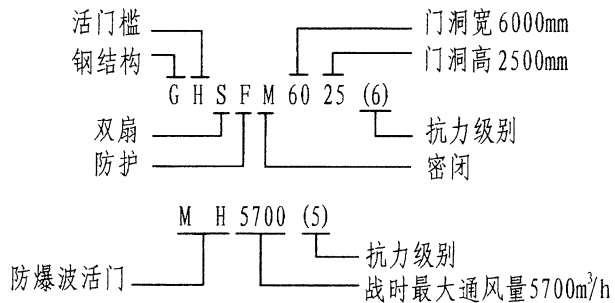 活门槛 门洞宽6000mm
钢结构 门洞高2500mm
G H S F M 60 25 (6)
双扇 抗力级别
防护 密闭
M H 5700 (5)
防爆波活门 抗力级别
战时最大通风量5700m³/h